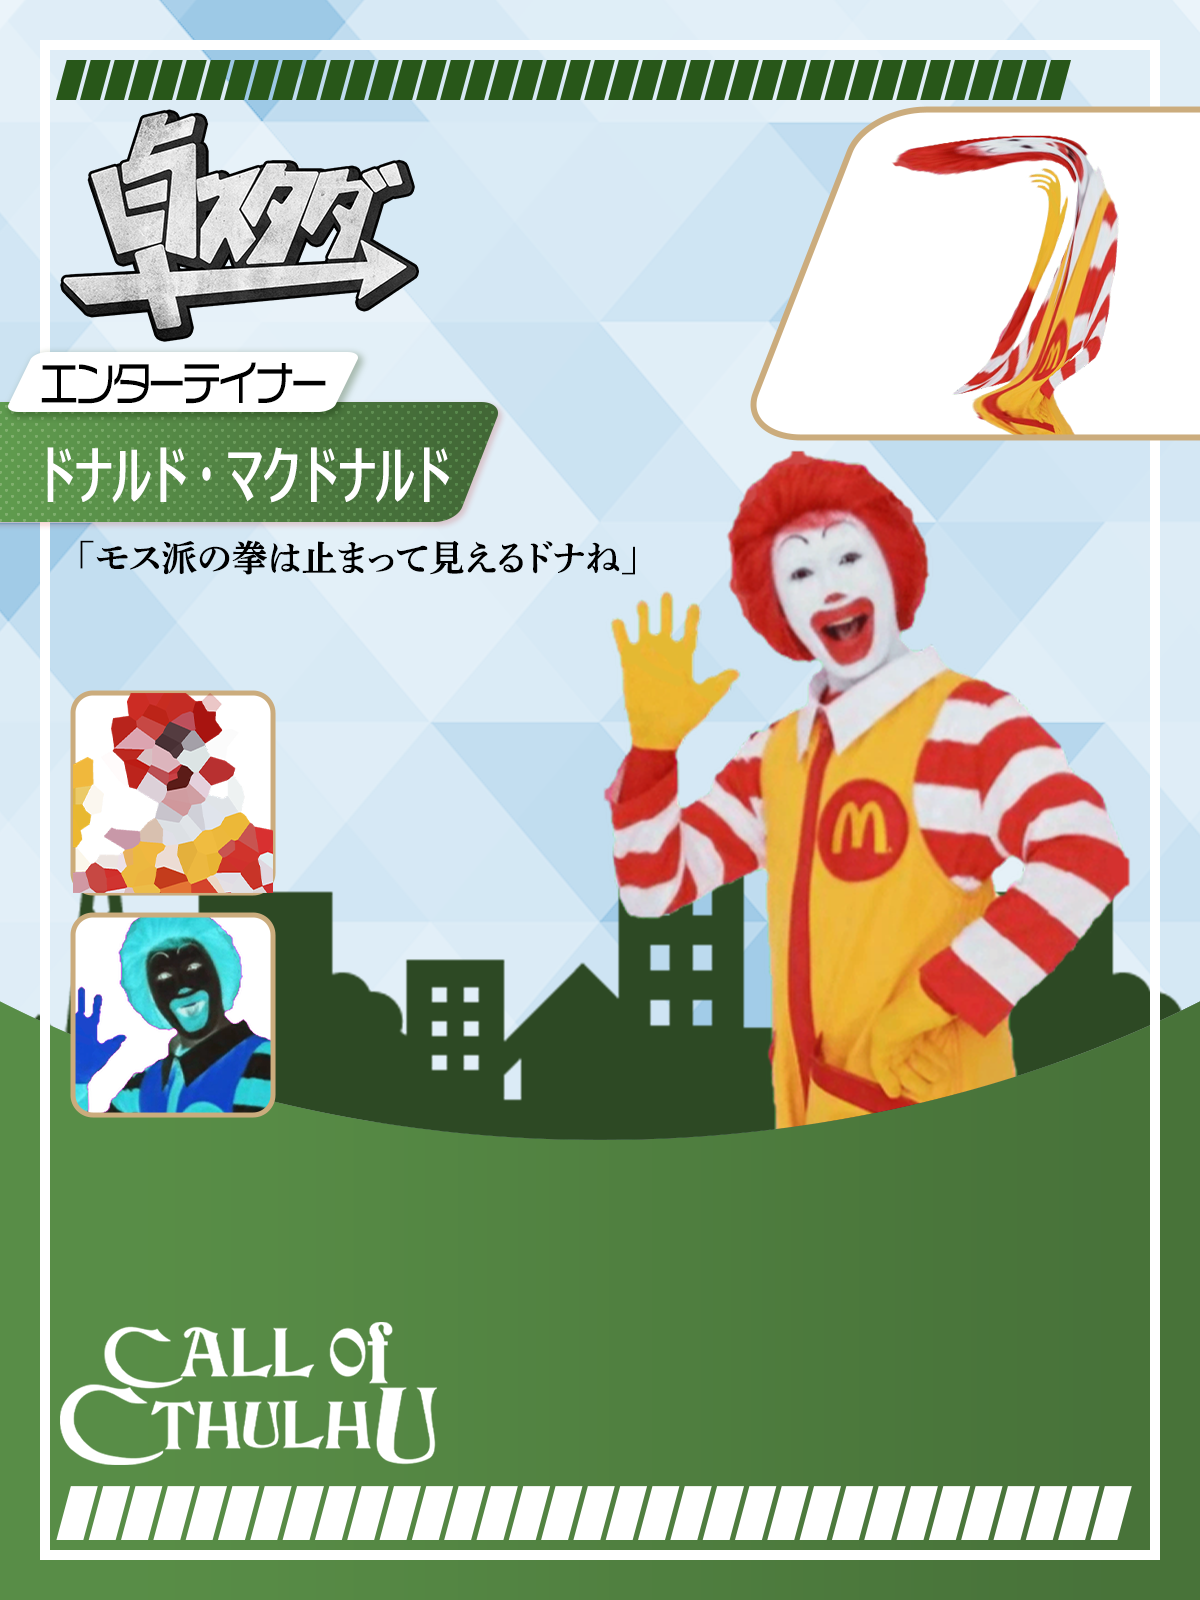 卓スタダ
エンターテイナー
ドナルド・マクドナルド
「モス派の拳は止まって見えるドナね」
M
CALL Of
CTHULHU